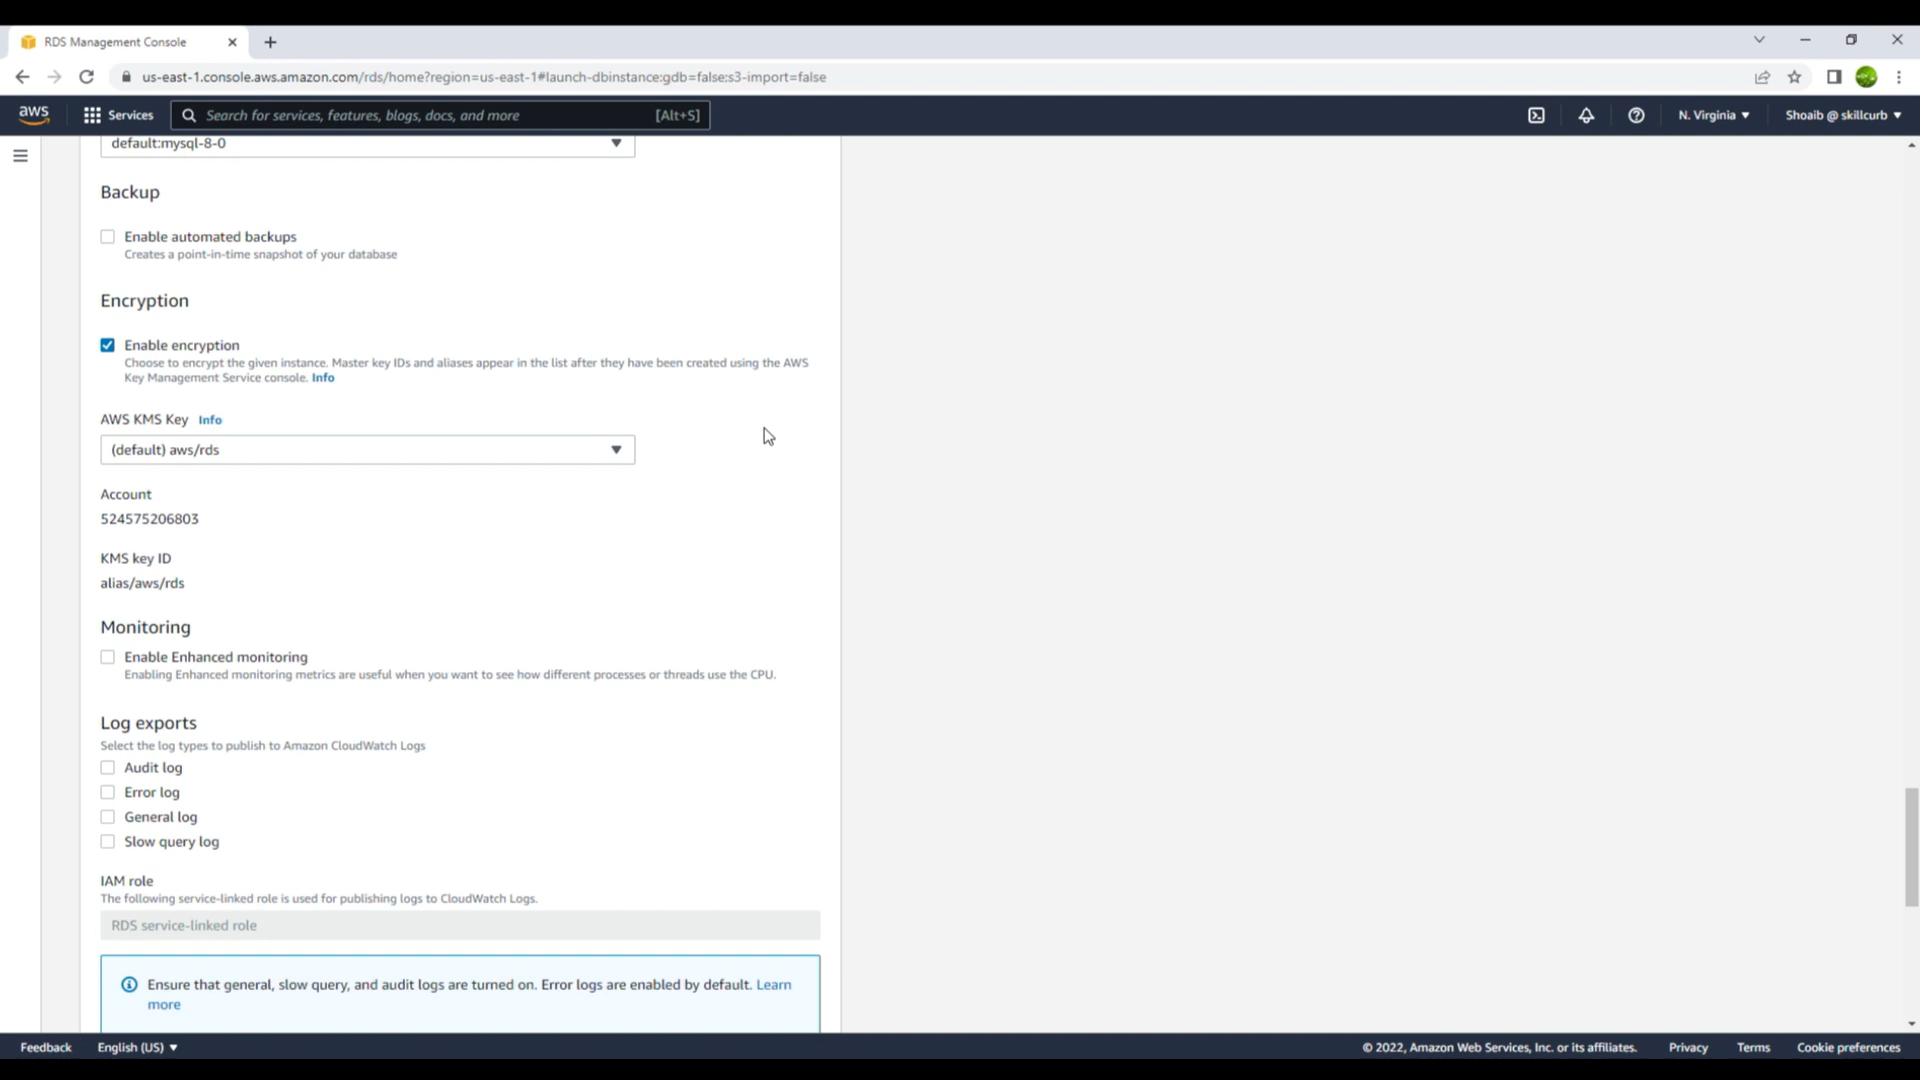 RDS Management Console
us-east-1.console.aws.amazon.com/rds/home?region=us-east-1#launch-dbinstance:gdb=false;s3-import=false
aws
Services
Search for services, features, blogs, docs, and more
[Alt+S]
N. Virginia
Shoaib @ skillcurb
default:mysql-8-0
Backup
Enable automated backups
Creates a point-in-time snapshot of your database
Encryption
Enable encryption
Choose to encrypt the given instance. Master key IDs and aliases appear in the list after they have been created using the AWS
Key Management Service console. Info
AWS KMS Key Info
(default) aws/rds
Account
524575206803
KMS key ID
alias/aws/rds
Monitoring
Enable Enhanced monitoring
Enabling Enhanced monitoring metrics are useful when you want to see how different processes or threads use the CPU.
Log exports
Select the log types to publish to Amazon CloudWatch Logs
Audit log
Error log
General log
Slow query log
IAM role
The following service-linked role is used for publishing logs to CloudWatch Logs.
RDS service-linked role
Ensure that general, slow query, and audit logs are turned on. Error logs are enabled by default. Learn
more
Feedback
English (US)
© 2022, Amazon Web Services, Inc. or its affiliates.
Privacy
Terms
Cookie preferences